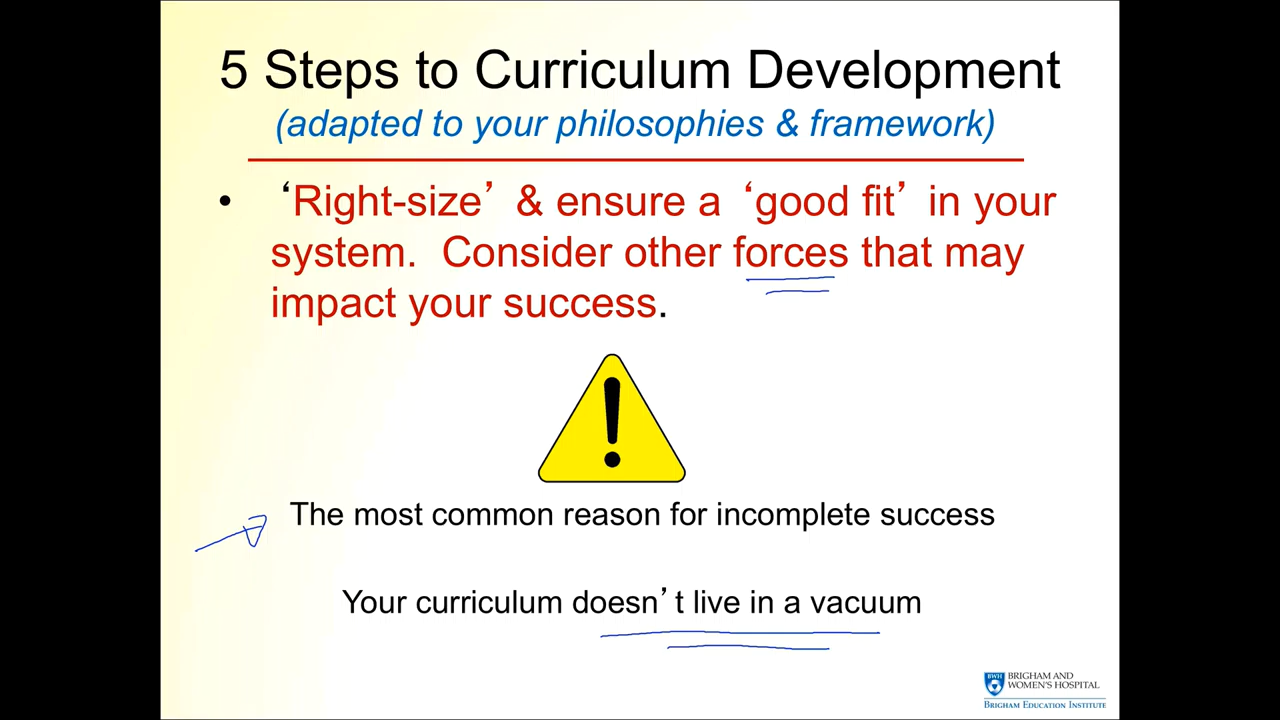 5 Steps to Curriculum Development
(adapted to your philosophies & framework)
• ‘Right-size’ & ensure a ‘good fit’ in your
system. Consider other forces that may
impact your success.
!
The most common reason for incomplete success
Your curriculum doesn’t live in a vacuum
BWH
BRIGHAM AND
WOMEN'S HOSPITAL
BRIGHAM EDUCATION INSTITUTE